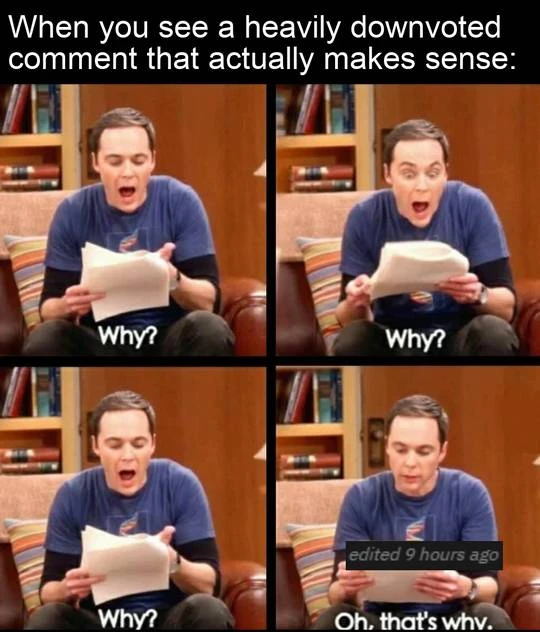 When you see a heavily downvoted
comment that actually makes sense:
Why?
Why?
Why?
edited 9 hours ago
Oh, that's why.